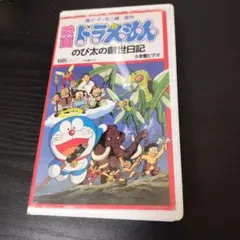 藤子・F・不二雄 原作
映画
ドラえもん
のび太の創世日記
VHS
小学館ビデオ